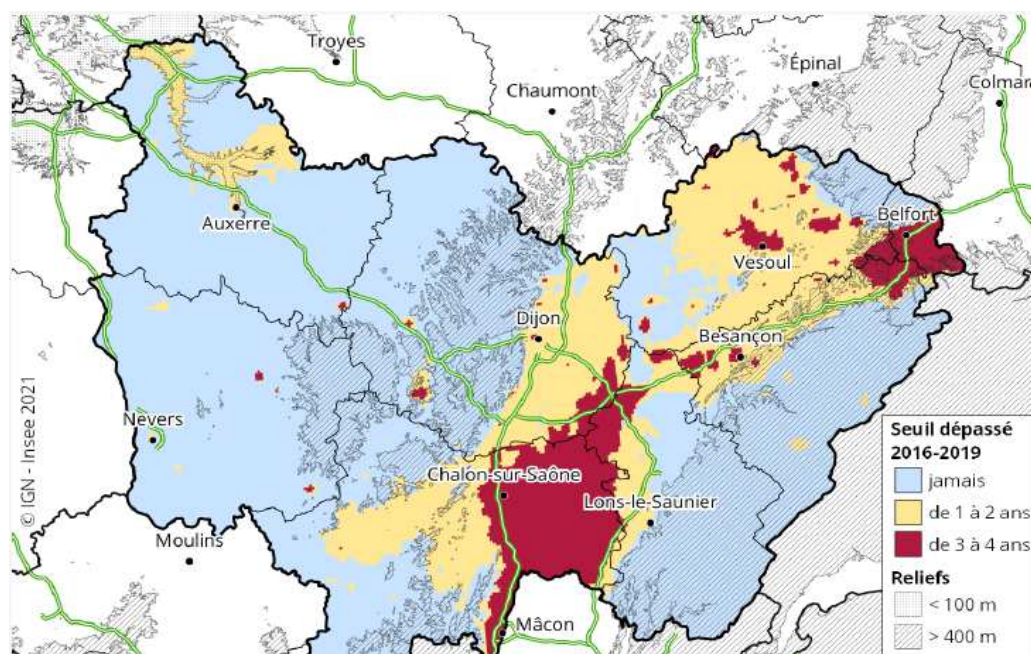 Troyes
Épinal
Chaumont
Colmar
Auxerre
Belfort
Vesoul
Dijon
Besançon
Nevers
Chalon-sur-Saône
Lons-le-Saunier
Moulins
Mâcon
© IGN - Insee 2021
Seuil dépassé
2016-2019
jamais
de 1 à 2 ans
de 3 à 4 ans
Reliefs
< 100 m
> 400 m